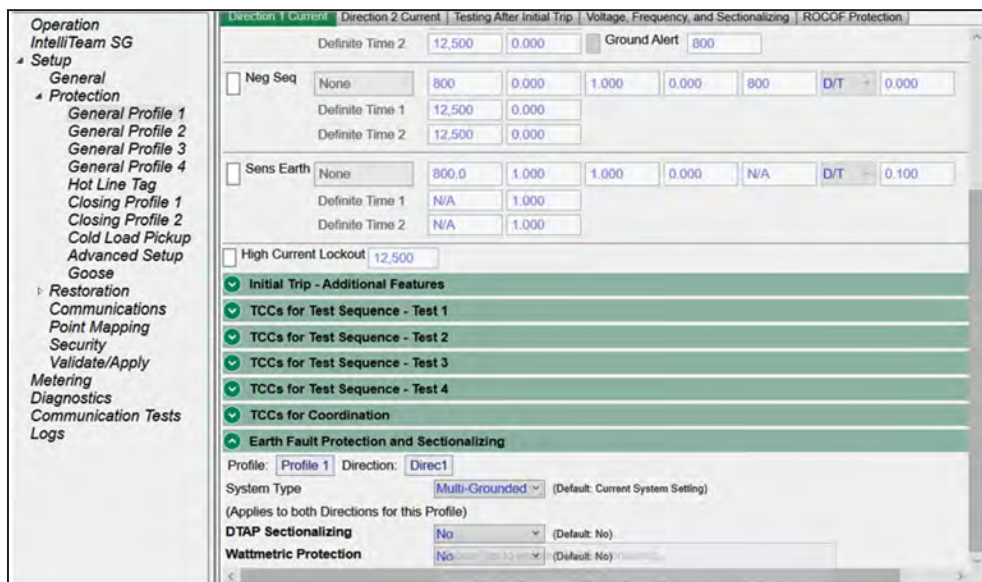 Operation
IntelliTeam SG
Setup
General
Protection
General Profile 1
General Profile 2
General Profile 3
General Profile 4
Hot Line Tag
Closing Profile 1
Closing Profile 2
Cold Load Pickup
Advanced Setup
Goose
Restoration
Communications
Point Mapping
Security
Validate/Apply
Metering
Diagnostics
Communication Tests
Logs
Direction 1 Current Direction 2 Current Testing After Initial Trip Voltage, Frequency, and Sectionalizing ROCOF Protection
Definite Time 2 12,500 0.000 Ground Alert 800
Neg Seq None 800 0.000 1.000 0.000 800 D/T 0.000
Definite Time 1 12,500 0.000
Definite Time 2 12,500 0.000
Sens Earth None 800.0 1.000 1.000 0.000 N/A D/T 0.100
Definite Time 1 N/A 1.000
Definite Time 2 N/A 1.000
High Current Lockout 12,500
Initial Trip - Additional Features
TCCs for Test Sequence - Test 1
TCCs for Test Sequence - Test 2
TCCs for Test Sequence - Test 3
TCCs for Test Sequence - Test 4
TCCs for Coordination
Earth Fault Protection and Sectionalizing
Profile: Profile 1 Direction: Direc1
System Type Multi-Grounded (Default: Current System Setting)
(Applies to both Directions for this Profile)
DTAP Sectionalizing No (Default: No)
Wattmetric Protection No (Default: No)